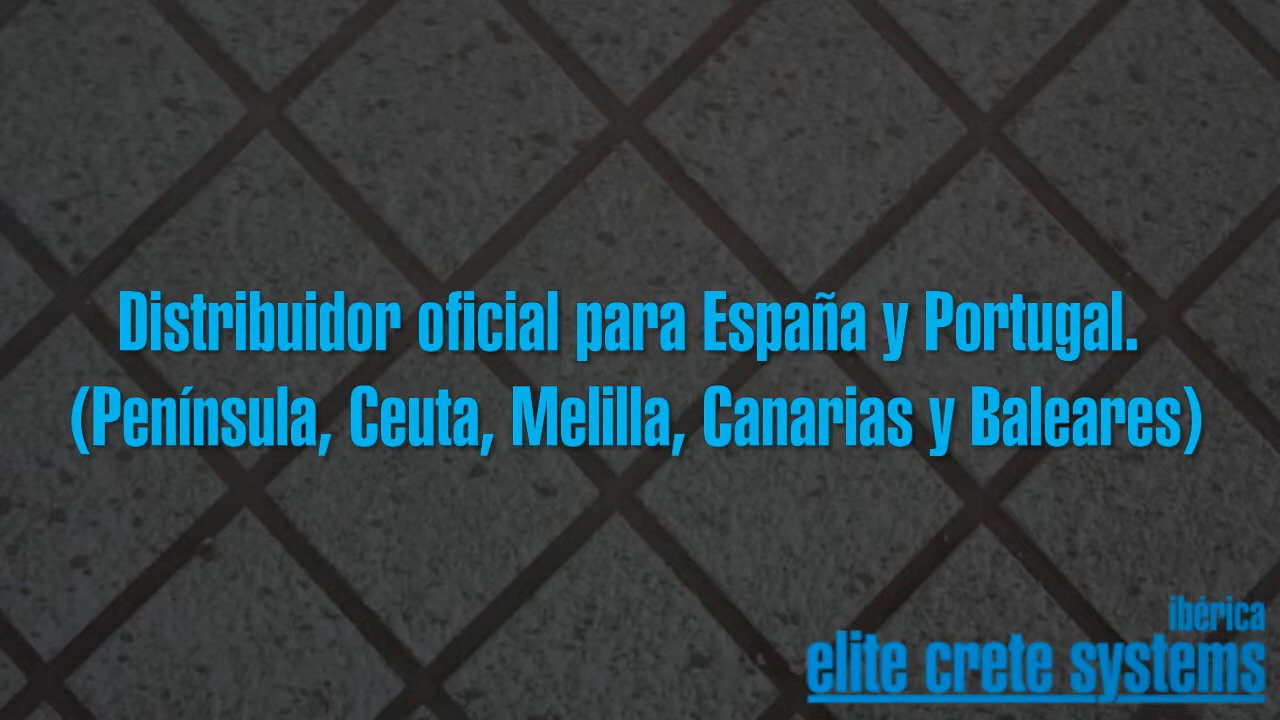 Distribuidor oficial para España y Portugal.
(Península, Ceuta, Melilla, Canarias y Baleares)
ibérica
elite crete systems